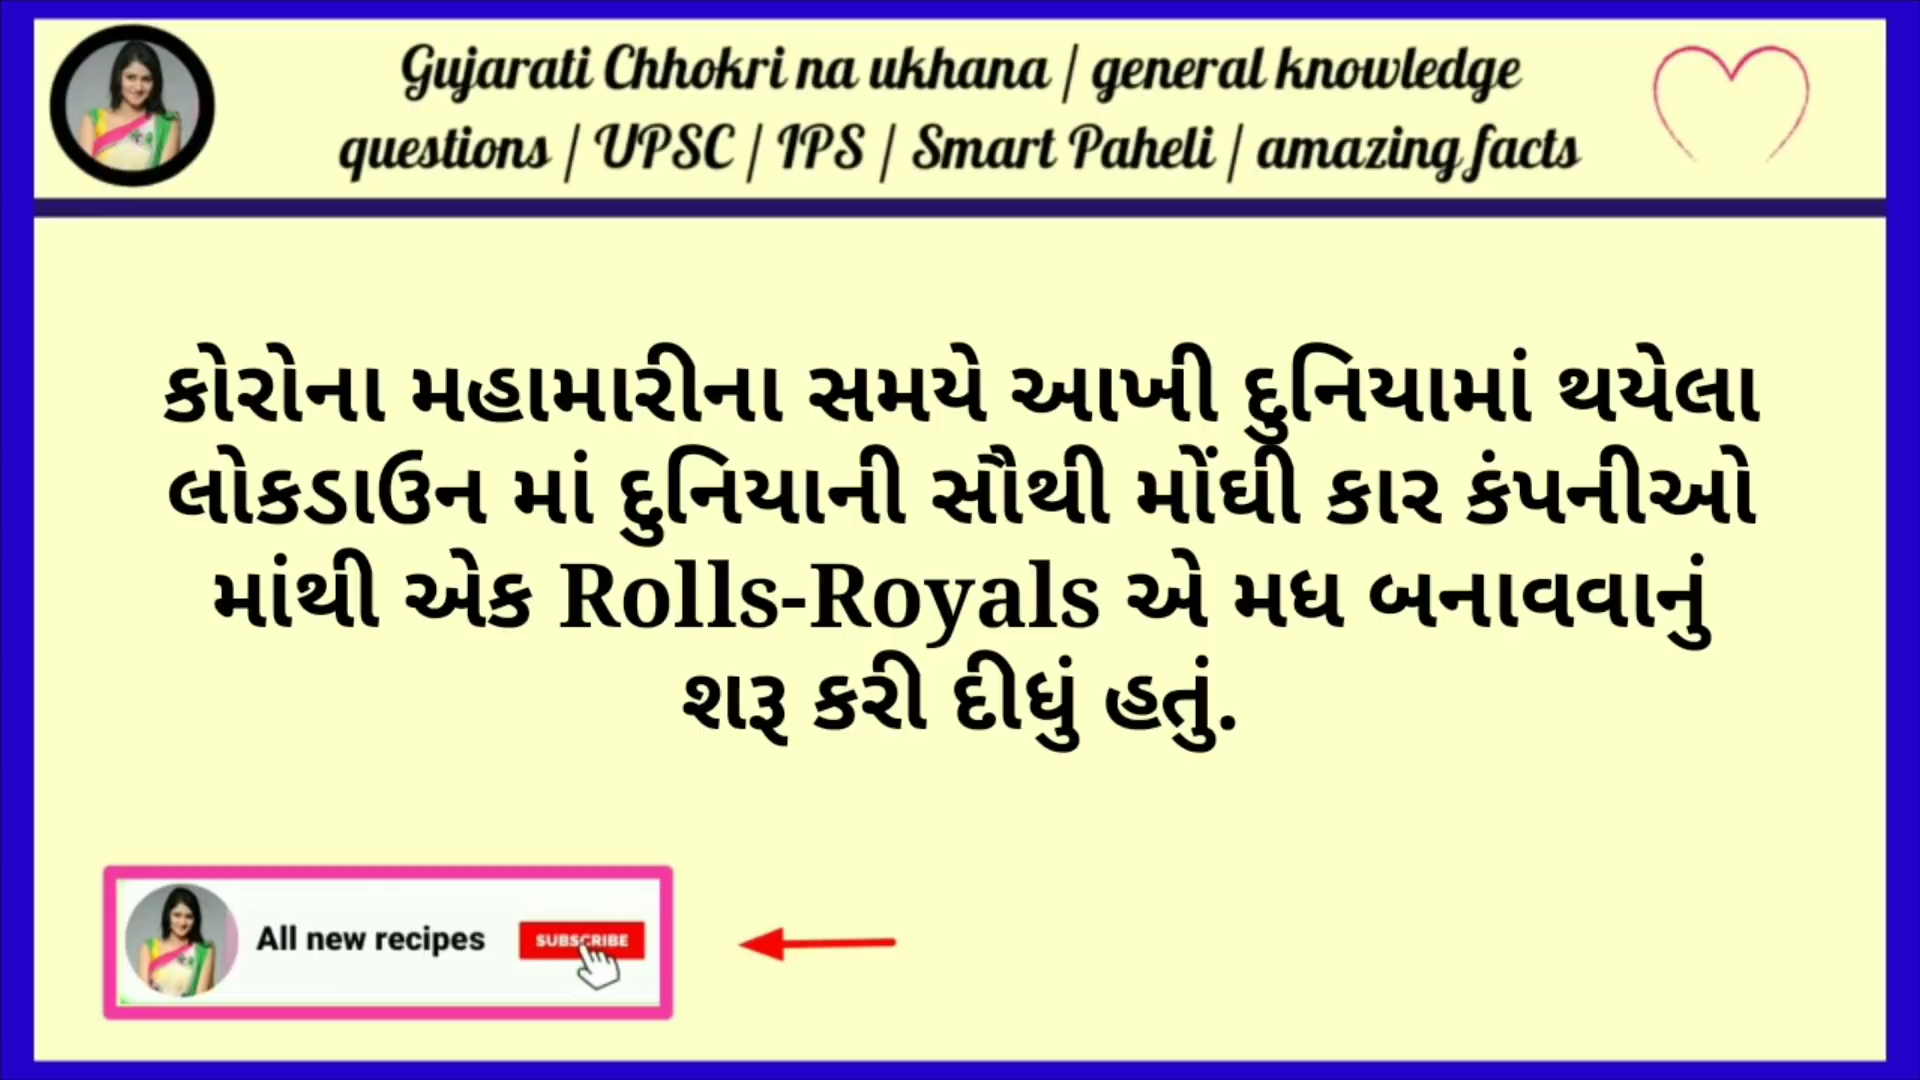 Gujarati Chhokri na ukhana / general knowledge
questions / UPSC / IPS / Smart Paheli / amazing facts
કોરોના મહામારીના સમયે આખી દુનિયામાં થયેલા
લોકડાઉન માં દુનિયાની સૌથી મોંઘી કાર કંપનીઓ
માંથી એક Rolls-Royals એ મધ બનાવવાનું
શરૂ કરી દીધું હતું.
All new recipes
SUBSCRIBE